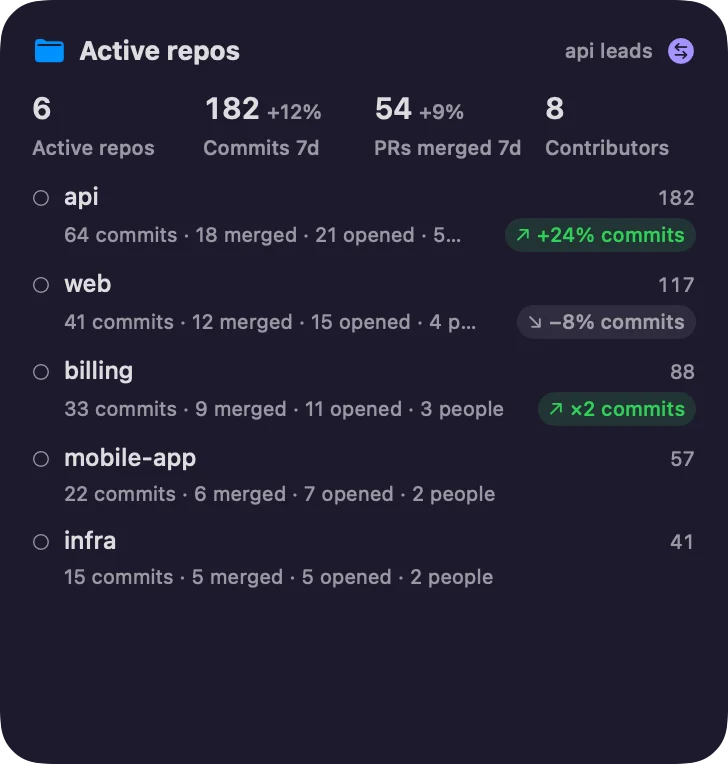 Active repos
api leads
6
182 +12%
54 +9%
8
Active repos
Commits 7d
PRs merged 7d
Contributors
api
182
64 commits · 18 merged · 21 opened · 5...
+24% commits
web
117
41 commits · 12 merged · 15 opened · 4 p...
−8% commits
billing
88
33 commits · 9 merged · 11 opened · 3 people
×2 commits
mobile-app
57
22 commits · 6 merged · 7 opened · 2 people
infra
41
15 commits · 5 merged · 5 opened · 2 people